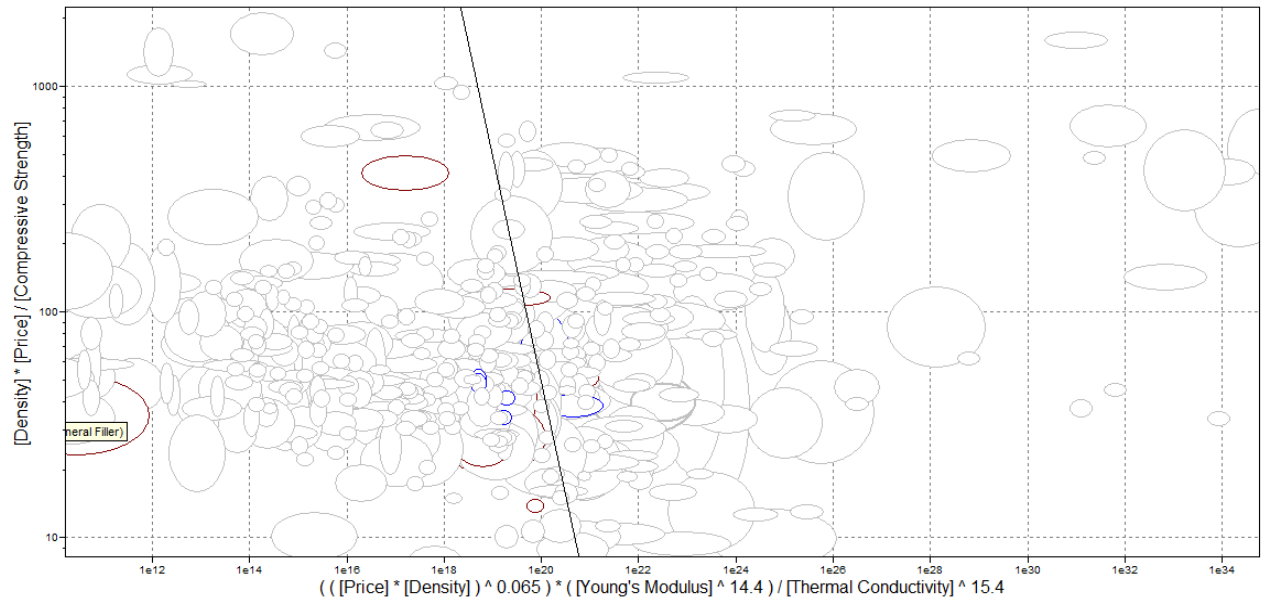 [Density] * [Price] / [Compressive Strength]
1000
100
10
neral Filler)
1e12 1e14 1e16 1e18 1e20 1e22 1e24 1e26 1e28 1e30 1e32 1e34
( ( [Price] * [Density] ) ^ 0.065 ) * ( [Young's Modulus] ^ 14.4 ) / [Thermal Conductivity] ^ 15.4